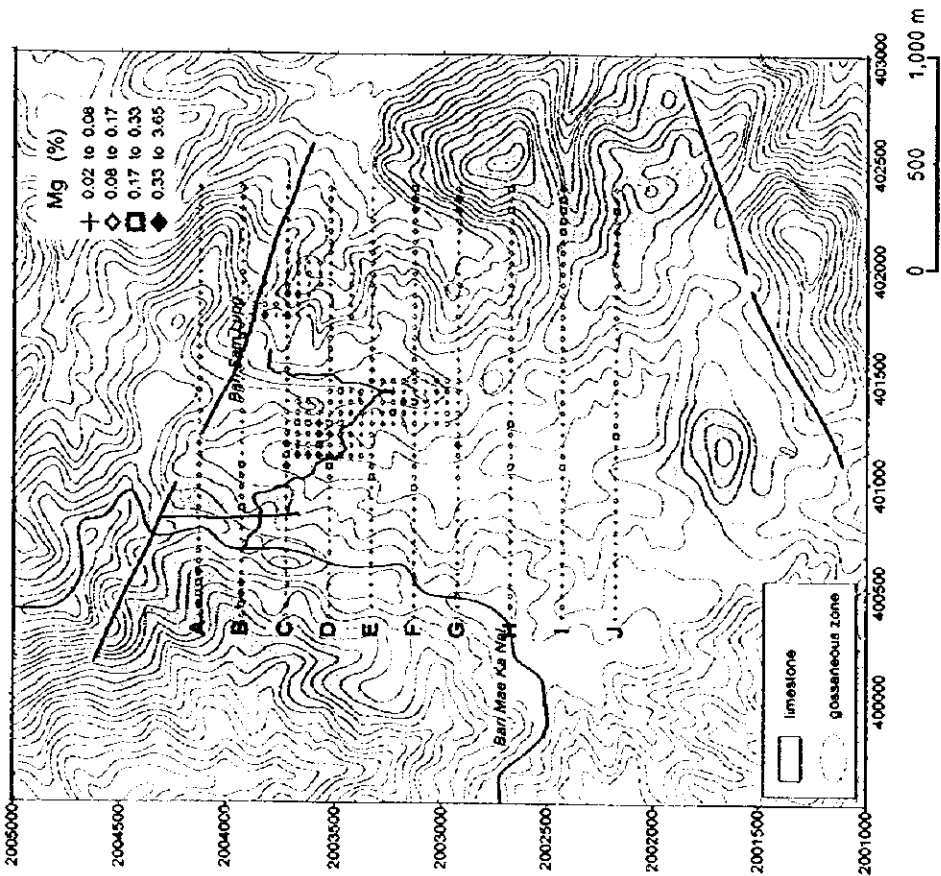 Mg (%)
0.02 to 0.08
0.08 to 0.17
0.17 to 0.33
0.33 to 3.65
2005000
2004500
2004000
2003500
2003000
2002500
2002000
2001500
2001000
A
B
C
D
E
F
G
H
I
J
Ban Mae Ka Nai
limestone
gossaneous zone
400000
400500
401000
401500
402000
402500
403000
0 500 1,000 m